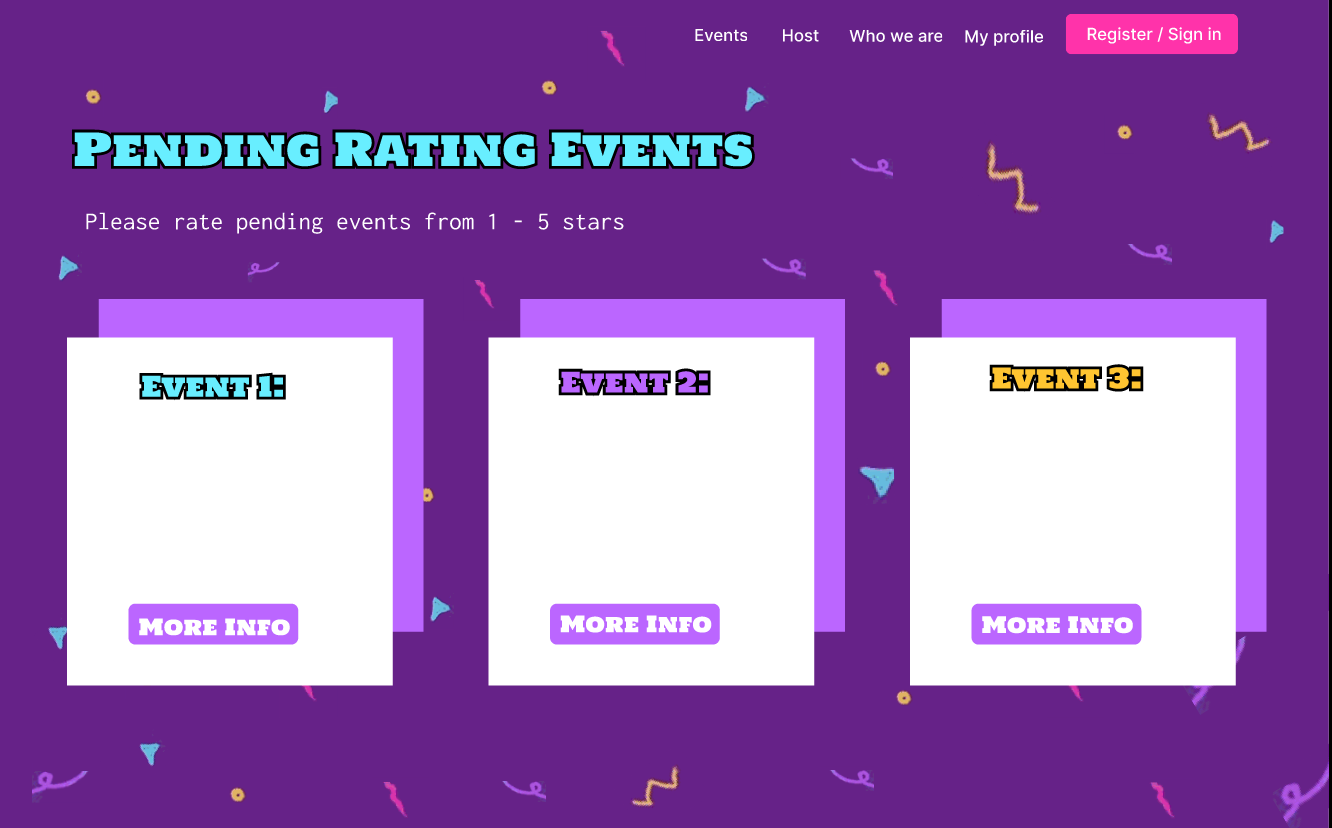 Events Host Who we are My profile Register / Sign in
Pending Rating Events
Please rate pending events from 1 - 5 stars
Event 1:
Event 2:
Event 3:
More Info
More Info
More Info